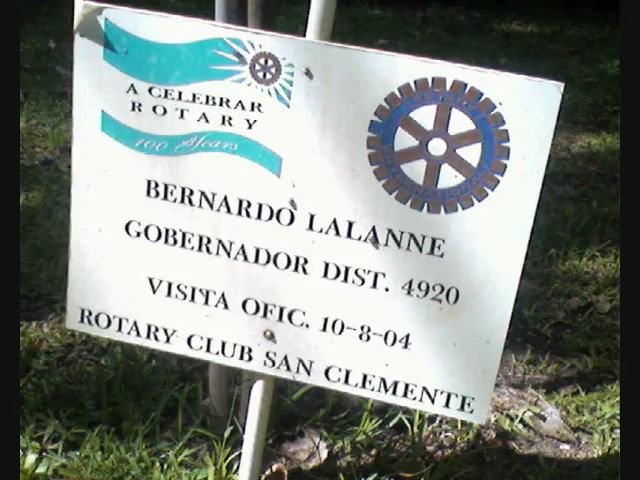 A CELEBRAR
ROTARY
100 Years
BERNARDO LALANNE
GOBERNADOR DIST. 4920
VISITA OFIC. 10-8-04
ROTARY CLUB SAN CLEMENTE